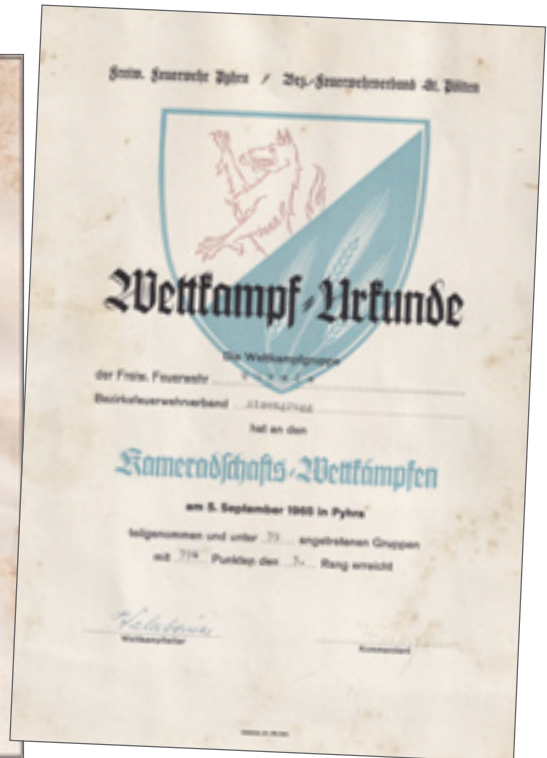 Freiw. Feuerwehr Pyhra / Bez.-Feuerwehrverband St. Pölten
Wettkampf-Urkunde
Die Wettkampfgruppe
der Freiw. Feuerwehr
Bezirksfeuerwehrverband
hat an den
Kameradschafts-Wettkämpfen
am 5. September 1965 in Pyhra
teilgenommen und unter angetretenen Gruppen
mit Punkten den Rang erreicht
Wettkampfleiter
Kommandant